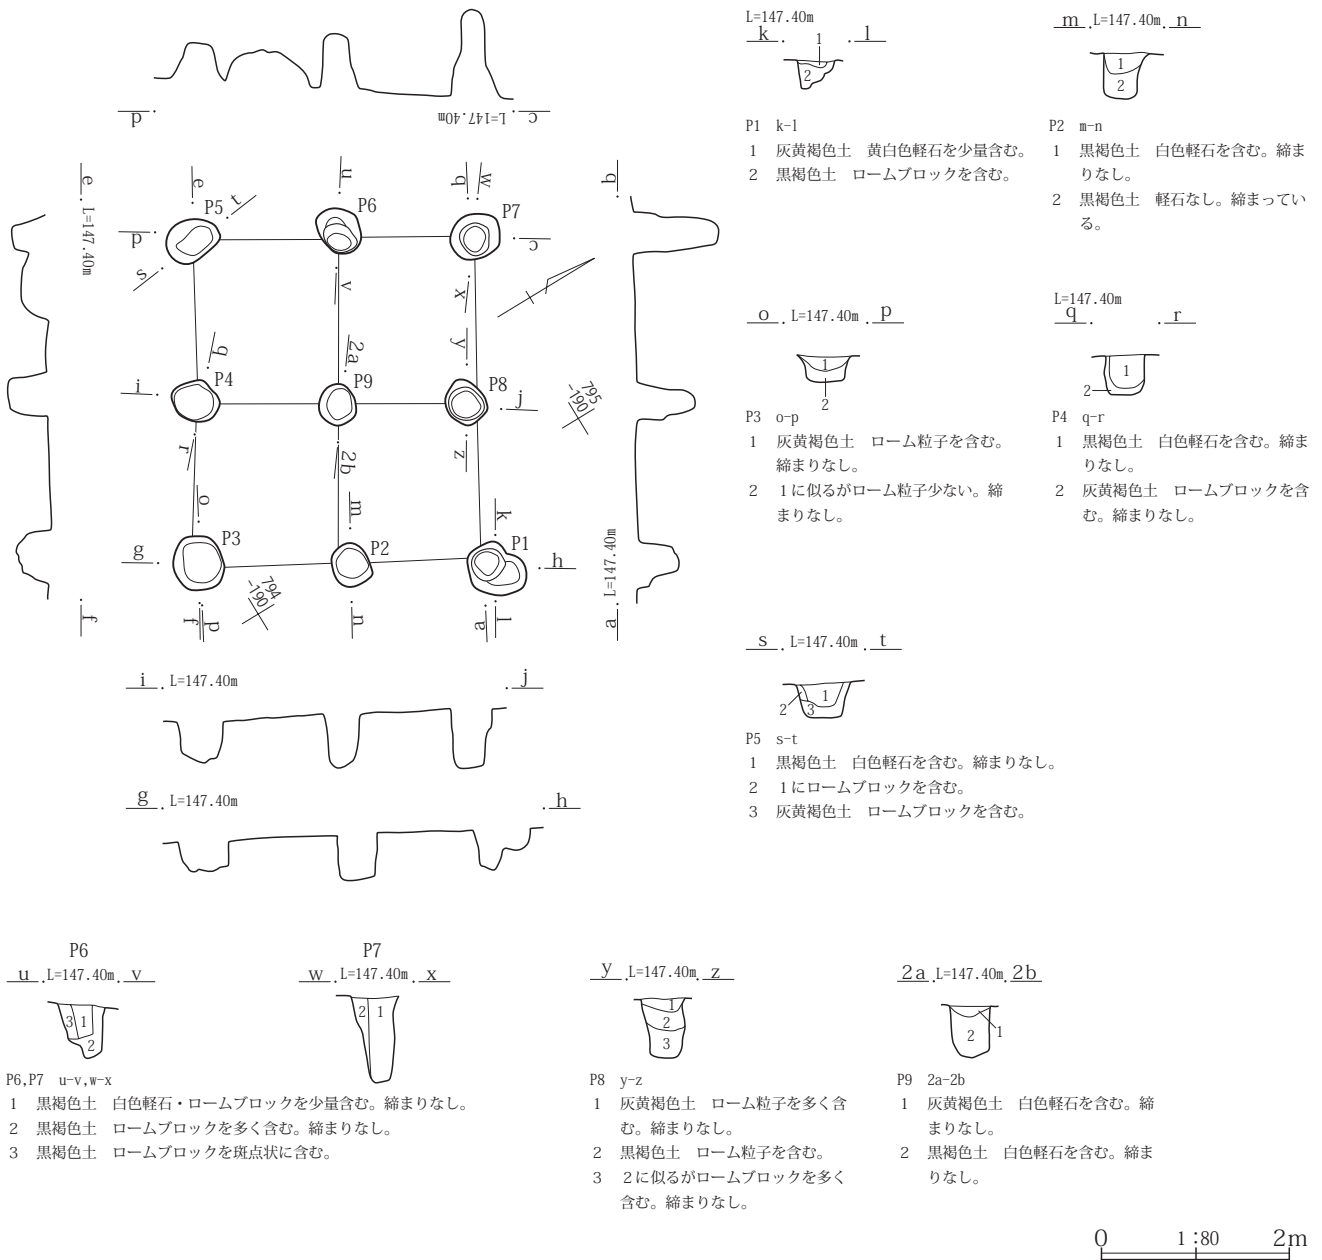 L=147.40m
k l
1
2
P1 k-l
1 灰黄褐色土 黄白色軽石を少量含む。
2 黒褐色土 ロームブロックを含む。
m L=147.40m n
1
2
P2 m-n
1 黒褐色土 白色軽石を含む。締ま
りなし。
2 黒褐色土 軽石なし。締まってい
る。
d L=147.40m c
e L=147.40m
e
t
u
q
w
b
P5
P6
P7
d
c
s
v
x
y
q
2a
i
P4
P9
P8
j
795
-190
r
2b
z
o
m
k
g
P3
P2
P1
h
794
-190
L=147.40m
f
f
p
n
a
l
a
o L=147.40m p
1
2
P3 o-p
1 灰黄褐色土 ローム粒子を含む。
締まりなし。
2 1に似るがローム粒子少ない。締
まりなし。
L=147.40m
q r
1
2
P4 q-r
1 黒褐色土 白色軽石を含む。締ま
りなし。
2 灰黄褐色土 ロームブロックを含
む。締まりなし。
s L=147.40m t
1
2 3
P5 s-t
1 黒褐色土 白色軽石を含む。締まりなし。
2 1にロームブロックを含む。
3 灰黄褐色土 ロームブロックを含む。
i L=147.40m j
g L=147.40m h
P6
u L=147.40m v
3 1
2
P7
w L=147.40m x
2 1
P6,P7 u-v,w-x
1 黒褐色土 白色軽石・ロームブロックを少量含む。締まりなし。
2 黒褐色土 ロームブロックを多く含む。締まりなし。
3 黒褐色土 ロームブロックを斑点状に含む。
y L=147.40m z
1
2
3
P8 y-z
1 灰黄褐色土 ローム粒子を多く含
む。締まりなし。
2 黒褐色土 ローム粒子を含む。
3 2に似るがロームブロックを多く
含む。締まりなし。
2a L=147.40m 2b
2
1
P9 2a-2b
1 灰黄褐色土 白色軽石を含む。締
まりなし。
2 黒褐色土 白色軽石を含む。締ま
りなし。
0 1:80 2m